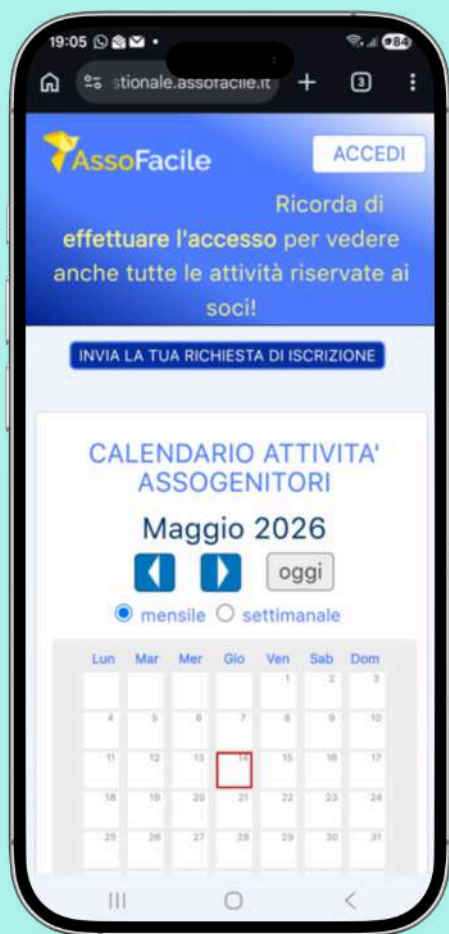 19:05
84
stionale.assofacile.it
3
AssoFacile
ACCEDI
Ricorda di
effettuare l'accesso per vedere
anche tutte le attività riservate ai
soci!
INVIA LA TUA RICHIESTA DI ISCRIZIONE
CALENDARIO ATTIVITA'
ASSOGENITORI
Maggio 2026
oggi
mensile settimanale
Lun Mar Mer Gio Ven Sab Dom
1 2 3
4 5 6 7 8 9 10
11 12 13 14 15 16 17
18 19 20 21 22 23 24
25 26 27 28 29 30 31